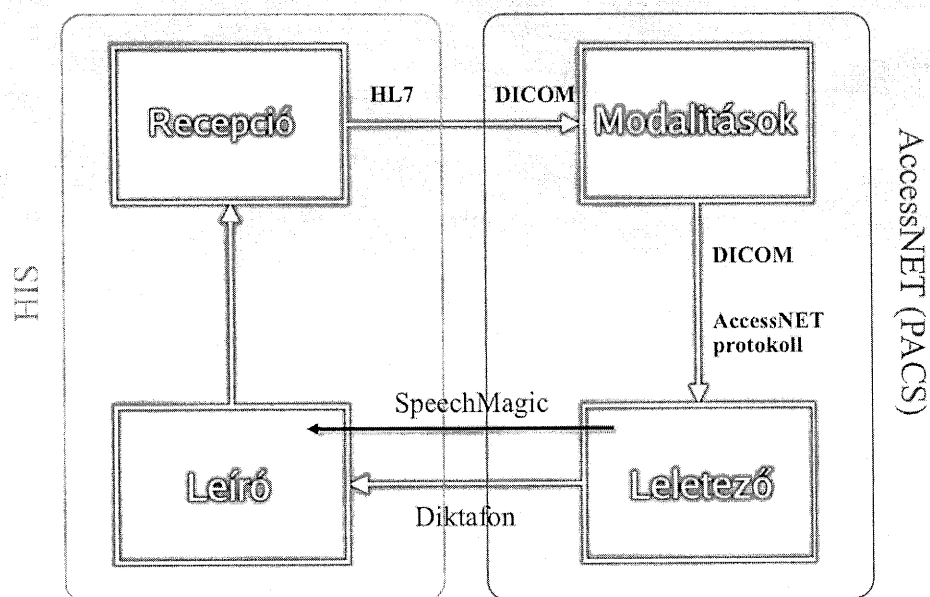 Recepció
HL7
DICOM
Modalitások
HIS
AccessNET (PACS)
DICOM
AccessNET
protokoll
SpeechMagic
Leíró
Leletező
Diktafon